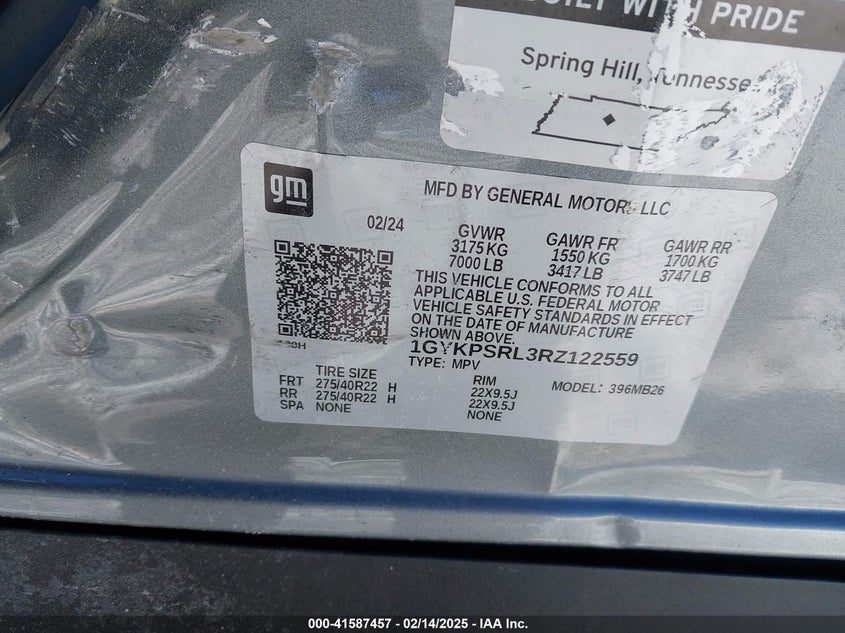 BUILT WITH PRIDE
Spring Hill, Tennessee
gm
MFD BY GENERAL MOTORS LLC
02/24
GVWR GAWR FRT GAWR RR
3175 KG 1550 KG 1700 KG
7000 LB 3417 LB 3747 LB
THIS VEHICLE CONFORMS TO ALL
APPLICABLE U.S. FEDERAL MOTOR
VEHICLE SAFETY STANDARDS IN EFFECT
ON THE DATE OF MANUFACTURE
SHOWN ABOVE.
1GYKPSRL3RZ122559
TYPE: MPV
TIRE SIZE RIM MODEL: 396MB26
FRT 275/40R22 H 22X9.5J
RR 275/40R22 H 22X9.5J
SPA NONE NONE
000-41587457 - 02/14/2025 - IAA Inc.